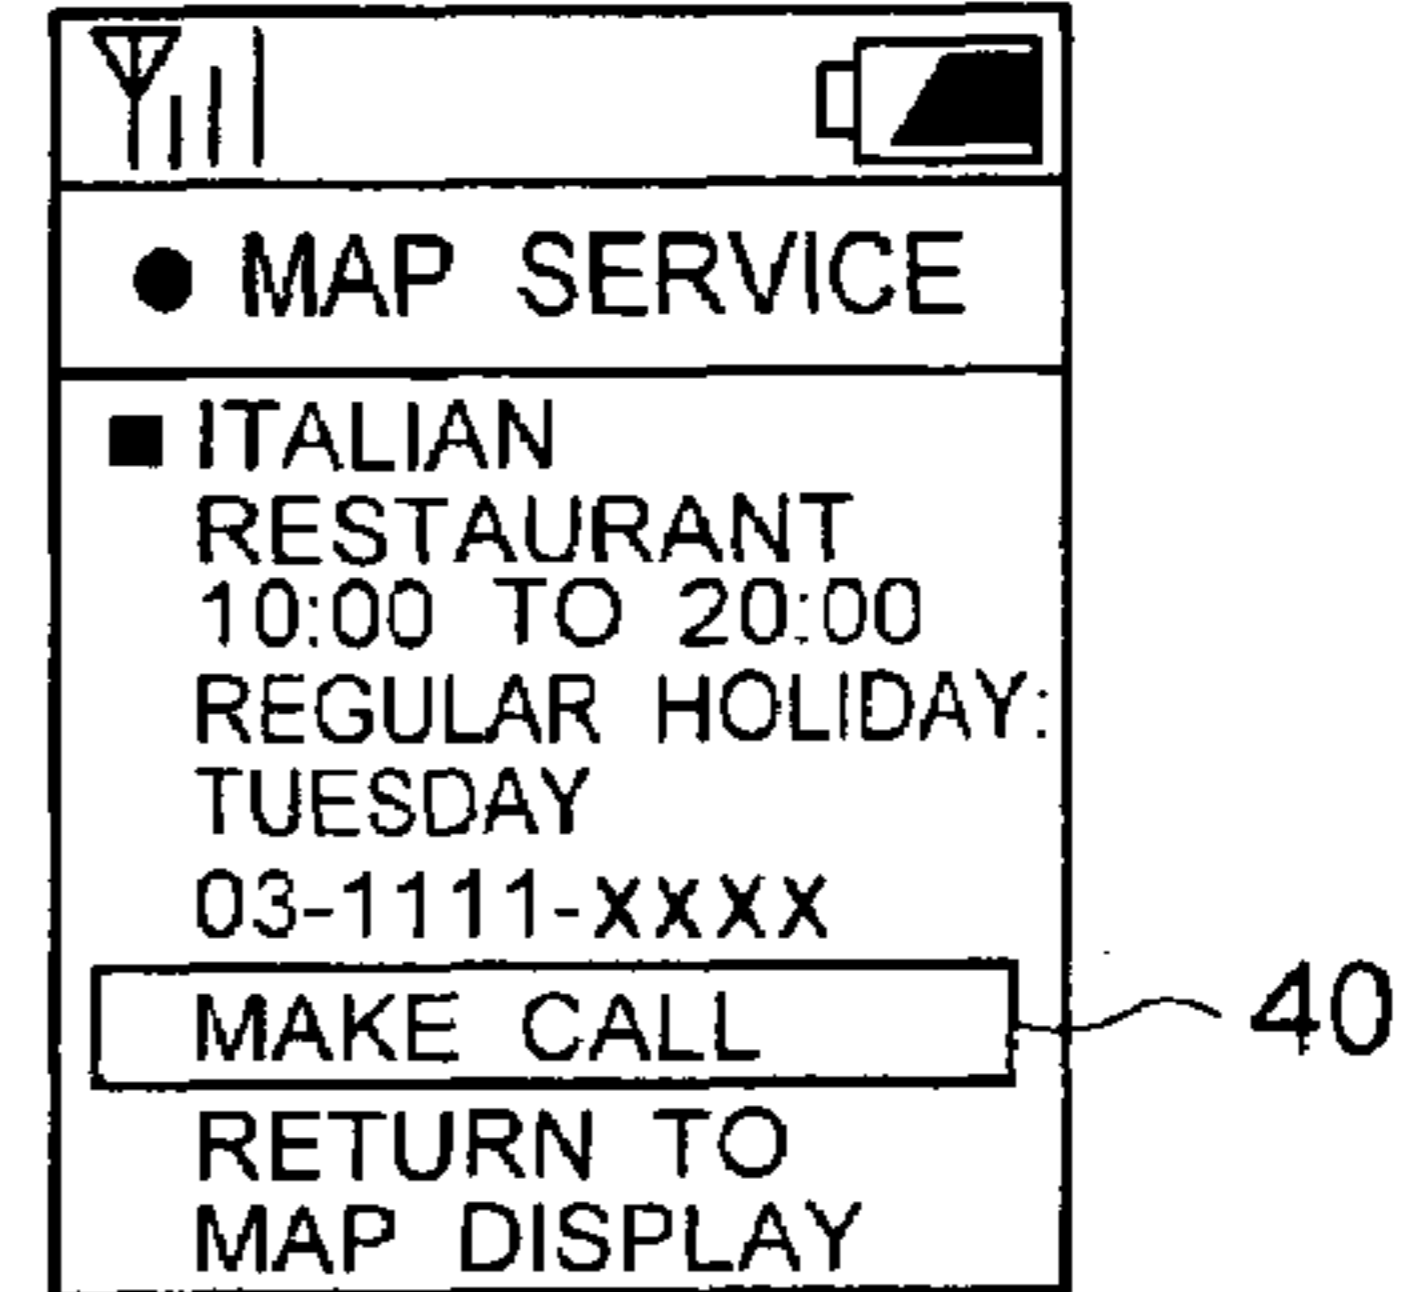 ● MAP SERVICE
■ ITALIAN
RESTAURANT
10:00 TO 20:00
REGULAR HOLIDAY:
TUESDAY
03-1111-XXXX
MAKE CALL
40
RETURN TO
MAP DISPLAY